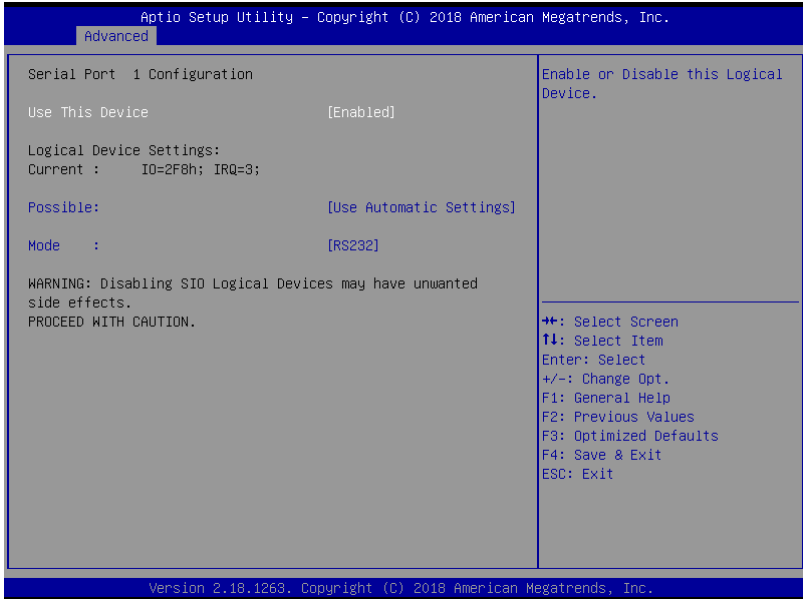 Aptio Setup Utility – Copyright (C) 2018 American Megatrends, Inc.
Advanced
Serial Port  1 Configuration
Use This Device [Enabled]
Logical Device Settings:
Current :    IO=2F8h; IRQ=3;
Possible: [Use Automatic Settings]
Mode   : [RS232]
WARNING: Disabling SIO Logical Devices may have unwanted
side effects.
PROCEED WITH CAUTION.
Enable or Disable this Logical
Device.
→←: Select Screen
↑↓: Select Item
Enter: Select
+/-: Change Opt.
F1: General Help
F2: Previous Values
F3: Optimized Defaults
F4: Save & Exit
ESC: Exit
Version 2.18.1263. Copyright (C) 2018 American Megatrends, Inc.